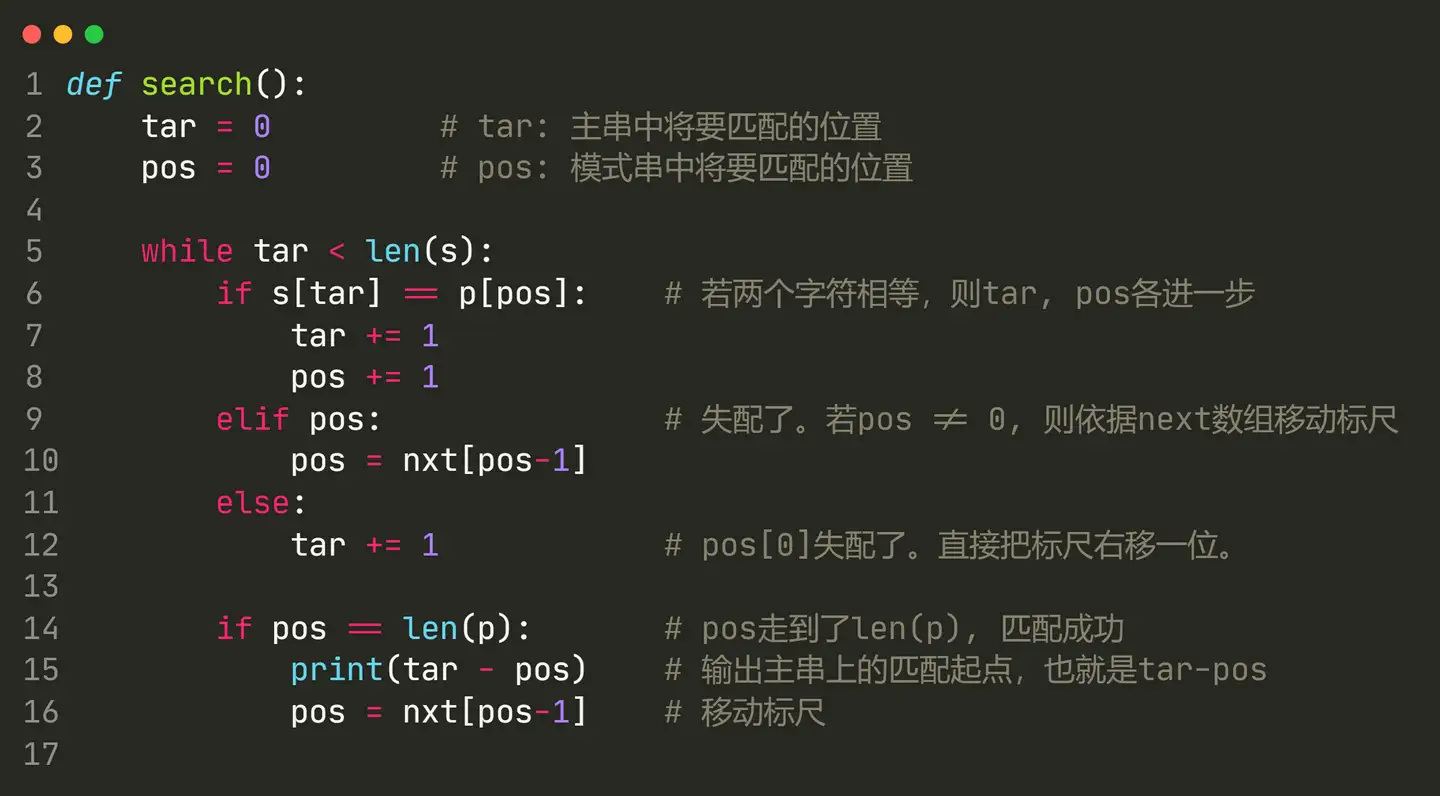 1 def search():
2     tar = 0         # tar: 主串中将要匹配的位置
3     pos = 0         # pos: 模式串中将要匹配的位置
4
5     while tar < len(s):
6         if s[tar] == p[pos]:    # 若两个字符相等，则tar, pos各进一步
7             tar += 1
8             pos += 1
9         elif pos:               # 失配了。若pos != 0, 则依据next数组移动标尺
10             pos = nxt[pos-1]
11         else:
12             tar += 1            # pos[0]失配了。直接把标尺右移一位。
13
14         if pos == len(p):       # pos走到了len(p), 匹配成功
15             print(tar - pos)    # 输出主串上的匹配起点，也就是tar-pos
16             pos = nxt[pos-1]    # 移动标尺
17